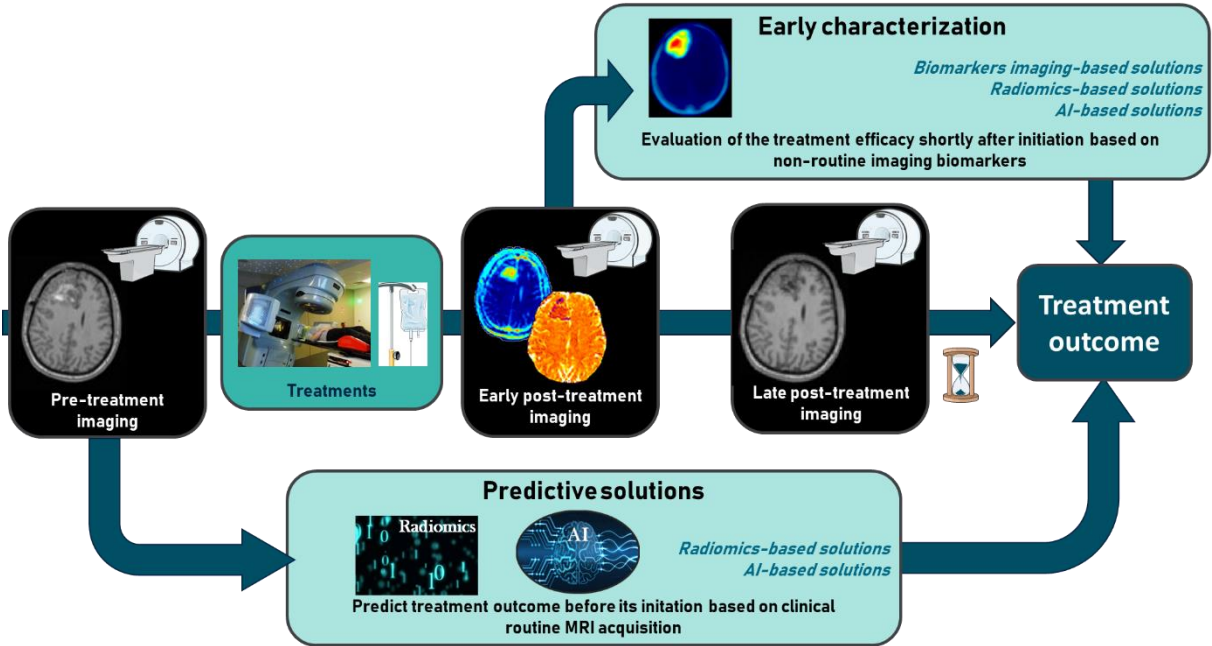 Early characterization
Biomarkers imaging-based solutions
Radiomics-based solutions
AI-based solutions
Evaluation of the treatment efficacy shortly after initiation based on
non-routine imaging biomarkers
Pre-treatment
imaging
Treatments
Early post-treatment
imaging
Late post-treatment
imaging
Treatment
outcome
Predictive solutions
Radiomics
AI
Radiomics-based solutions
AI-based solutions
Predict treatment outcome before its initation based on clinical
routine MRI acquisition